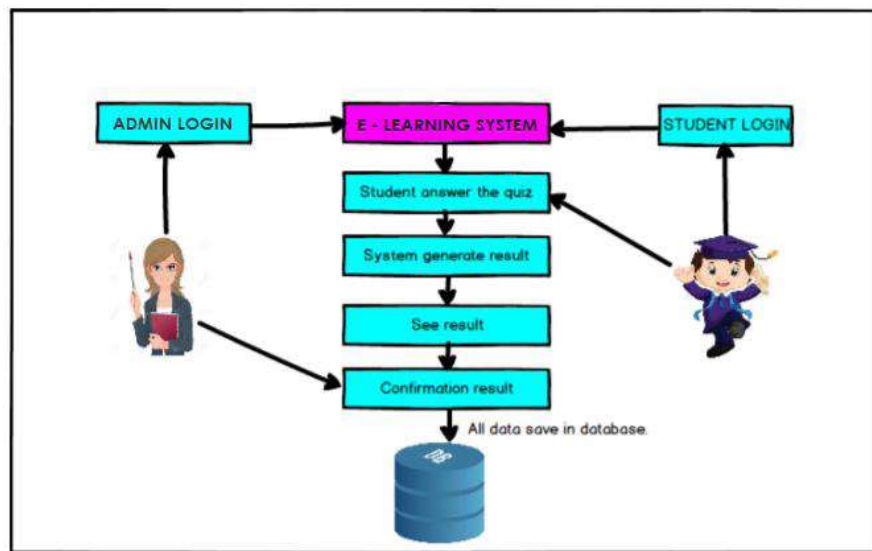 ADMIN LOGIN
E - LEARNING SYSTEM
STUDENT LOGIN
Student answer the quiz
System generate result
See result
Confirmation result
All data save in database.
DB